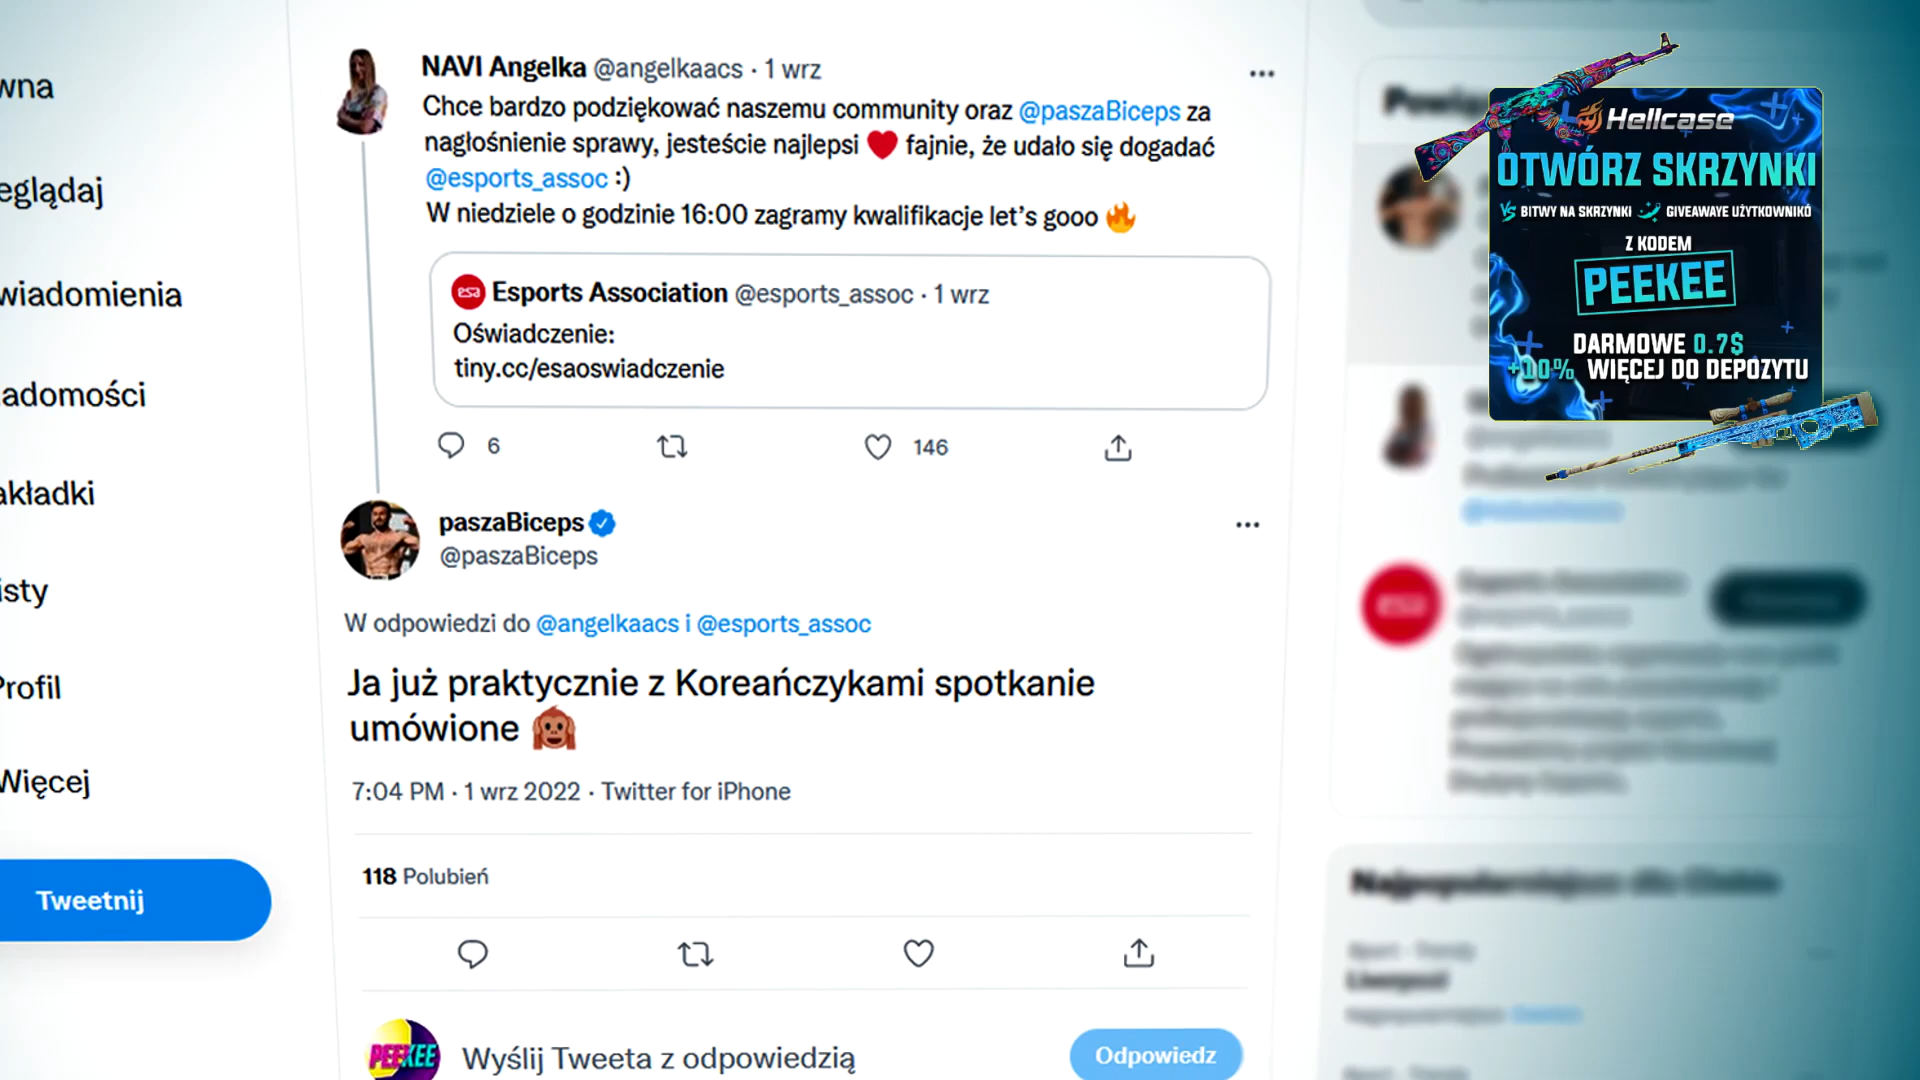 wna
eglądaj
wiadomienia
adomości
akładki
isty
Profil
Więcej
Tweetnij
NAVI Angelka @angelkaacs · 1 wrz
Chce bardzo podziękować naszemu community oraz @paszaBiceps za
nagłośnienie sprawy, jesteście najlepsi ❤️ fajnie, że udało się dogadać
@esports_assoc :)
W niedziele o godzinie 16:00 zagramy kwalifikacje let's gooo 🔥
esa Esports Association @esports_assoc · 1 wrz
Oświadczenie:
tiny.cc/esaoswiadczenie
6
146
paszaBiceps
@paszaBiceps
W odpowiedzi do @angelkaacs i @esports_assoc
Ja już praktycznie z Koreańczykami spotkanie
umówione 🙉
7:04 PM · 1 wrz 2022 · Twitter for iPhone
118 Polubień
PEEKEE
Wyślij Tweeta z odpowiedzią
Odpowiedz
Hellcase
OTWÓRZ SKRZYNKI
VS BITWY NA SKRZYNKI GIVEAWAYE UŻYTKOWNIKÓ
Z KODEM
PEEKEE
DARMOWE 0.7$
+10% WIĘCEJ DO DEPOZYTU
Najpopularniejsze dla Ciebie
Liverpool